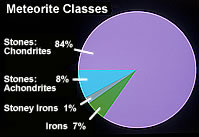 Meteorite Classes
Stones: 84%
Chondrites
Stones: 8%
Achondrites
Stoney Irons 1%
Irons 7%